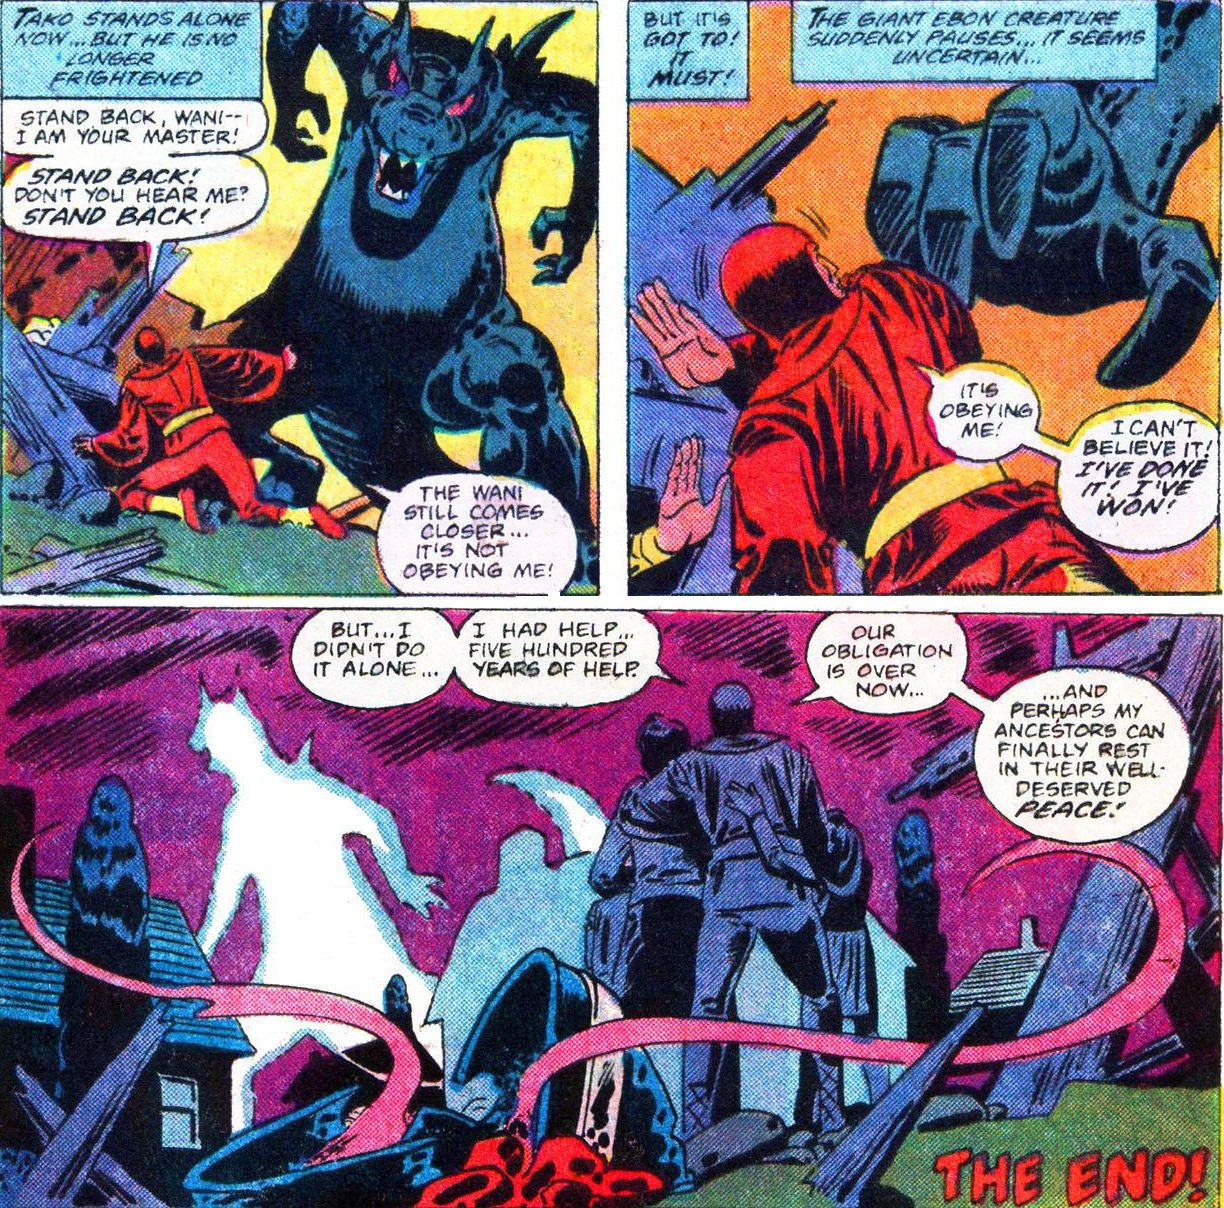 TAKO STANDS ALONE
NOW...BUT HE IS NO
LONGER
FRIGHTENED
STAND BACK, WANI--
I AM YOUR MASTER!
STAND BACK!
DON'T YOU HEAR ME?
STAND BACK!
THE WANI
STILL COMES
CLOSER...
IT'S NOT
OBEYING ME!
BUT IT'S
GOT TO!
IT
MUST!
THE GIANT EBON CREATURE
SUDDENLY PAUSES... IT SEEMS
UNCERTAIN...
IT'S
OBEYING
ME!
I CAN'T
BELIEVE IT!
I'VE DONE
IT! I'VE
WON!
BUT...I
DIDN'T DO
IT ALONE...
I HAD HELP...
FIVE HUNDRED
YEARS OF HELP.
OUR
OBLIGATION
IS OVER
NOW...
...AND
PERHAPS MY
ANCESTORS CAN
FINALLY REST
IN THEIR WELL-
DESERVED
PEACE!
THE END!